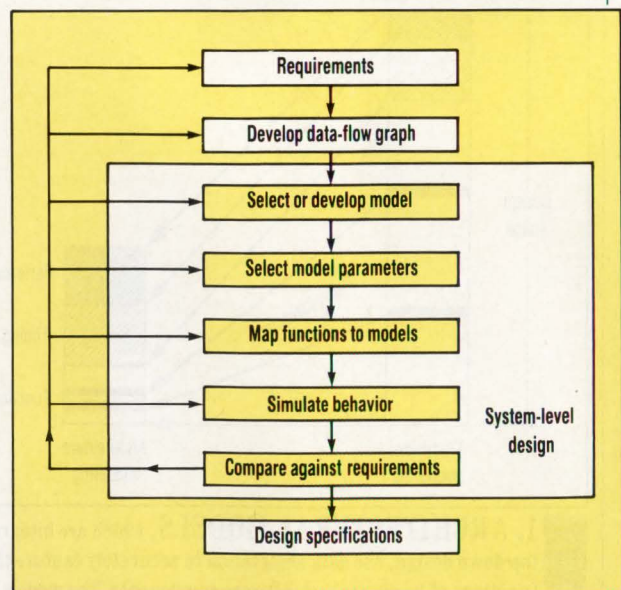 Requirements
Develop data-flow graph
Select or develop model
Select model parameters
Map functions to models
Simulate behavior
System-level
design
Compare against requirements
Design specifications